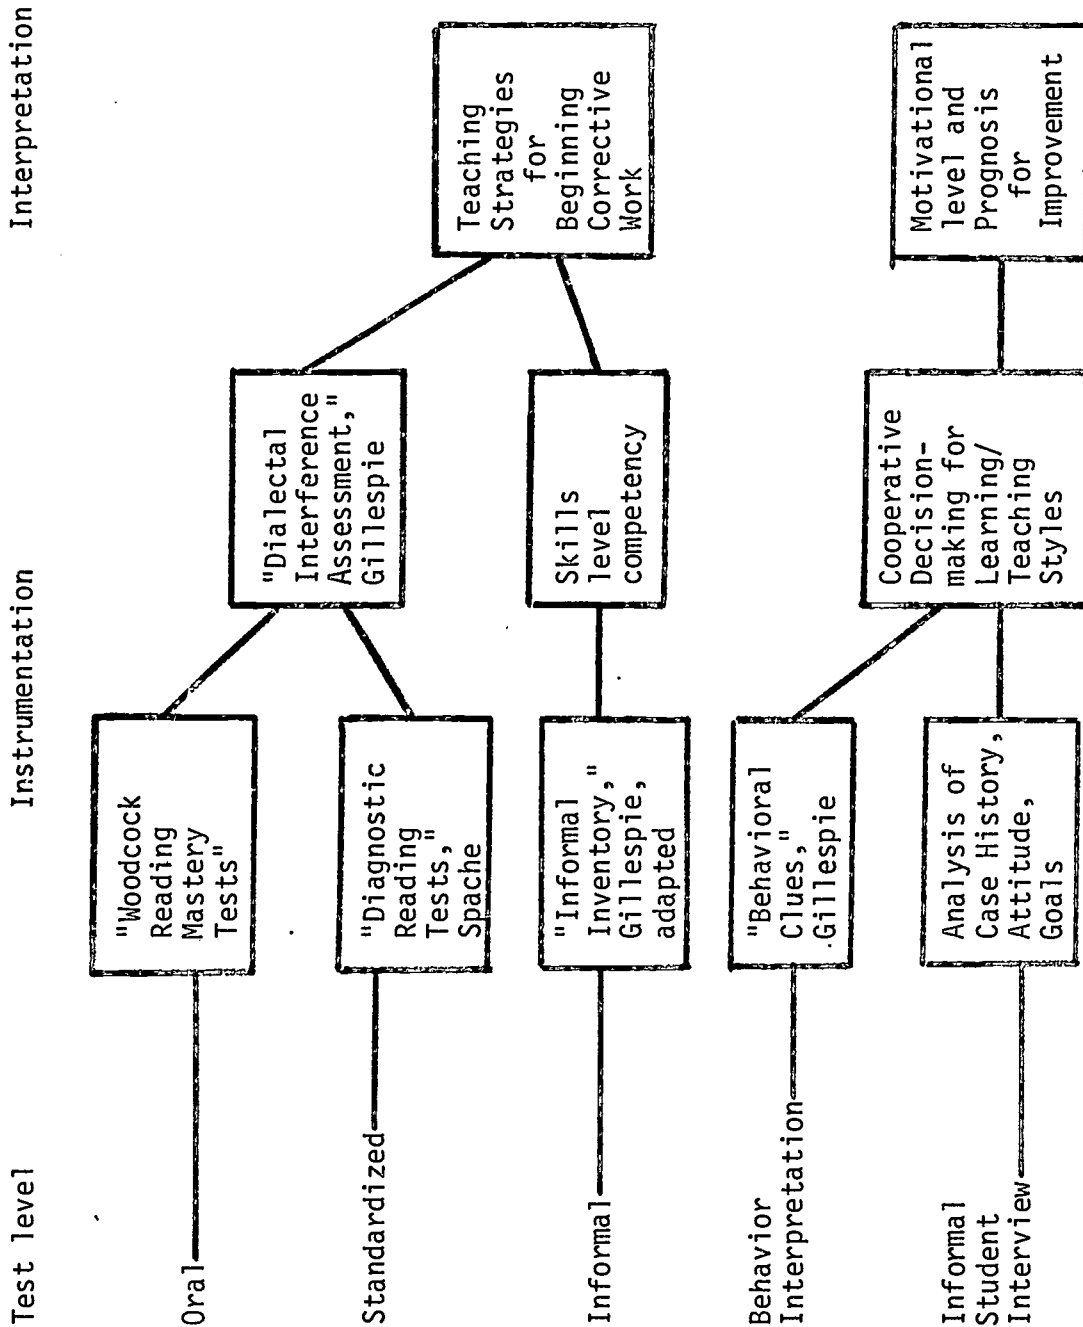 Test level
Instrumentation
Interpretation
Oral
"Woodcock
Reading
Mastery
Tests"
"Dialectal
Interference
Assessment,"
Gillespie
Teaching
Strategies
for
Beginning
Corrective
Work
Standardized
"Diagnostic
Reading
Tests,"
Spache
Informal
"Informal
Inventory,"
Gillespie,
adapted
Skills
level
competency
Behavior
Interpretation
"Behavioral
Clues,"
Gillespie
Cooperative
Decision-
making for
Learning/
Teaching
Styles
Motivational
level and
Prognosis
for
Improvement
Informal
Student
Interview
Analysis of
Case History,
Attitude,
Goals